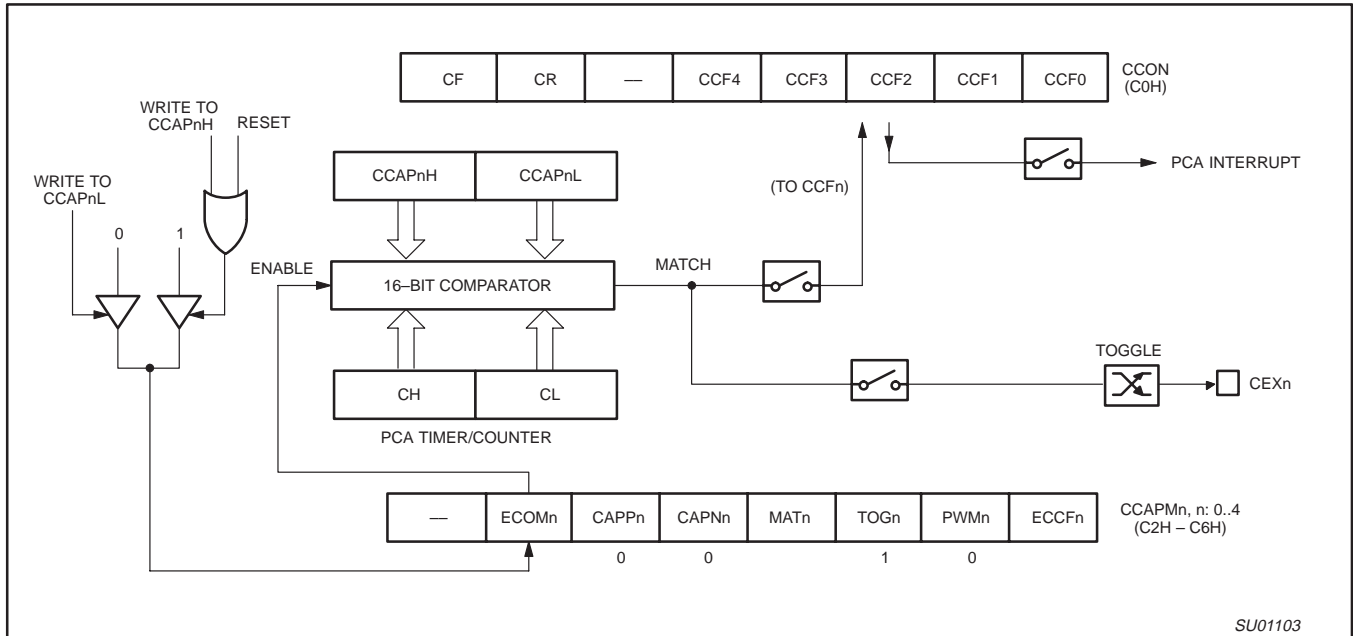 CF CR — CCF4 CCF3 CCF2 CCF1 CCF0
CCON
(C0H)
WRITE TO
CCAPnH
RESET
WRITE TO
CCAPnL
0 1
CCAPnH CCAPnL
(TO CCFn)
PCA INTERRUPT
ENABLE
16–BIT COMPARATOR
MATCH
TOGGLE
CH CL
CEXn
PCA TIMER/COUNTER
— ECOMn CAPPn CAPNn MATn TOGn PWMn ECCFn
CCAPMn, n: 0..4
(C2H – C6H)
0 0 1 0
SU01103